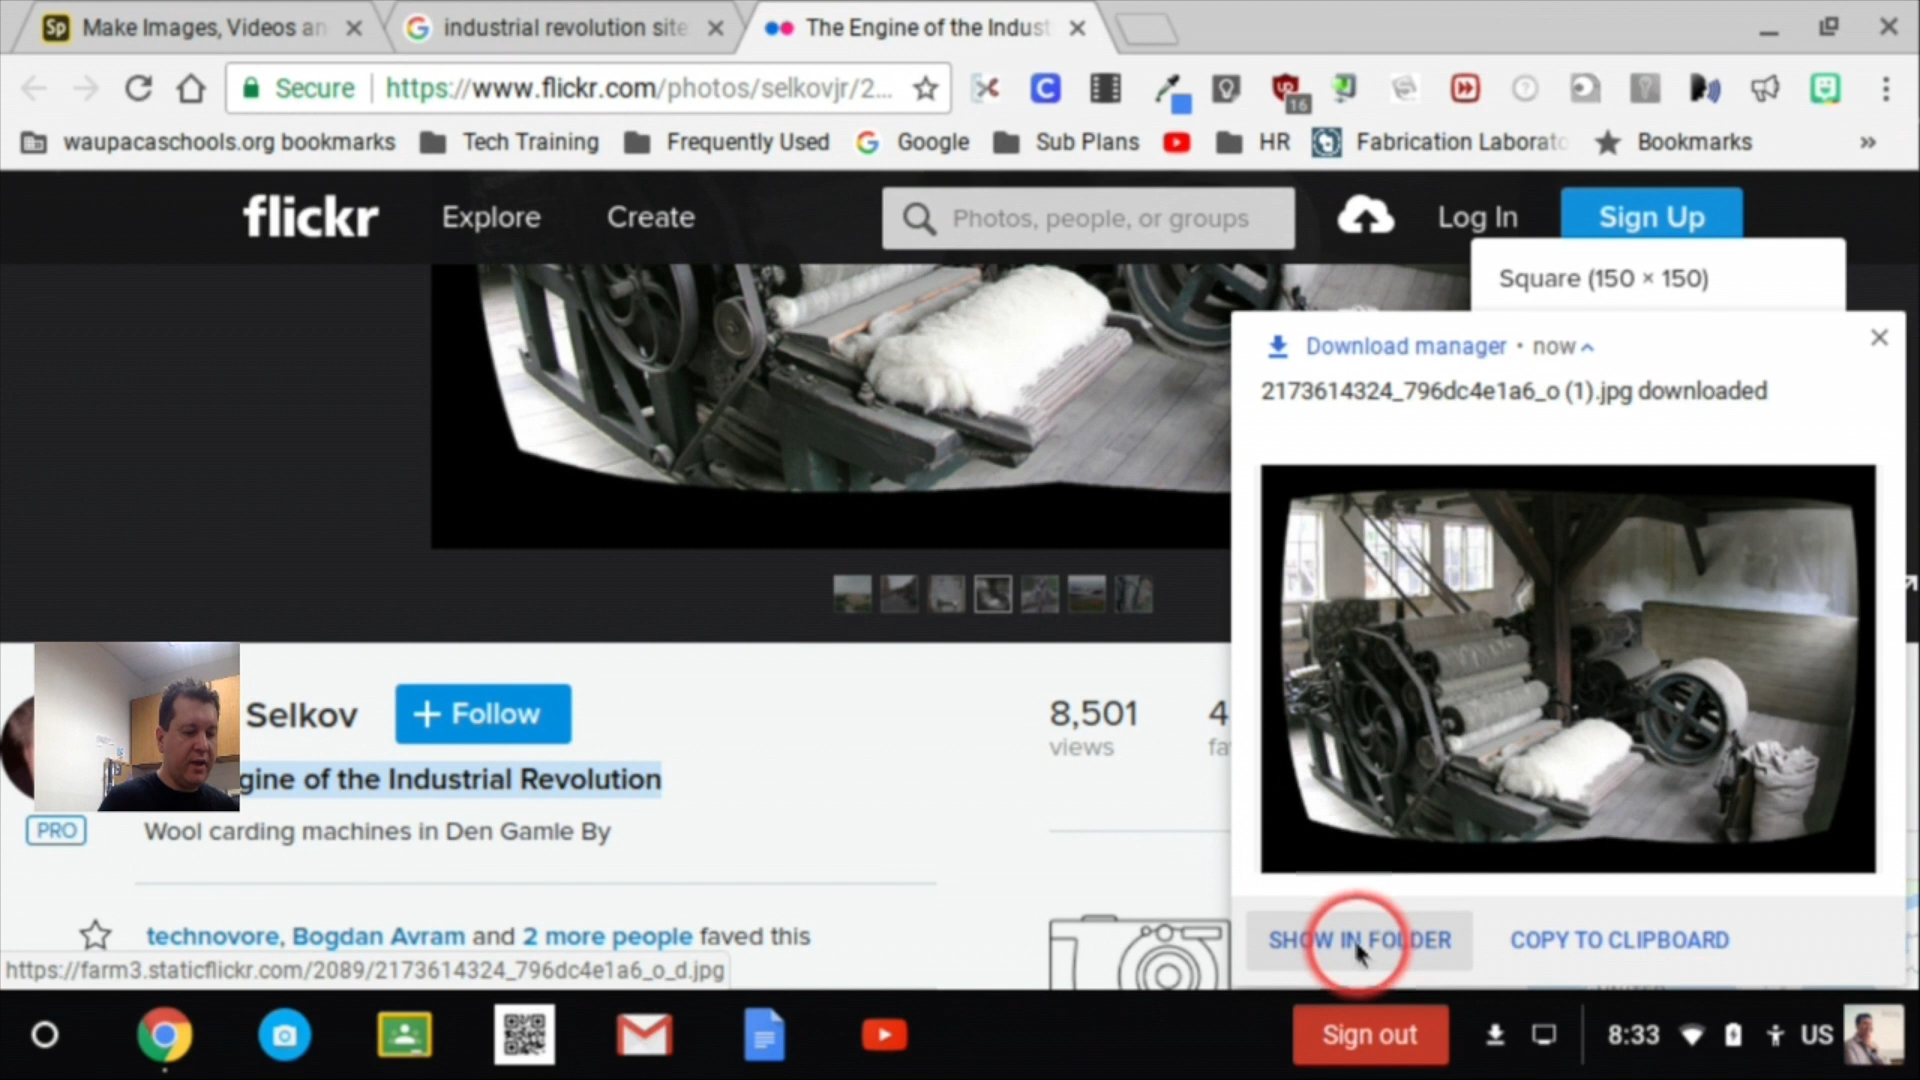 Sp Make Images, Videos an
industrial revolution site
The Engine of the Indust
Secure
https://www.flickr.com/photos/selkovjr/2...
16
waupacaschools.org bookmarks
Tech Training
Frequently Used
Google
Sub Plans
HR
Fabrication Laborato
Bookmarks
»
flickr
Explore
Create
Photos, people, or groups
Log In
Sign Up
Square (150 × 150)
Download manager • now
2173614324_796dc4e1a6_o (1).jpg downloaded
Selkov
+ Follow
8,501
views
4
fa
gine of the Industrial Revolution
PRO
Wool carding machines in Den Gamle By
technovore, Bogdan Avram and 2 more people faved this
SHOW IN FOLDER
COPY TO CLIPBOARD
https://farm3.staticflickr.com/2089/2173614324_796dc4e1a6_o_d.jpg
Sign out
8:33
US